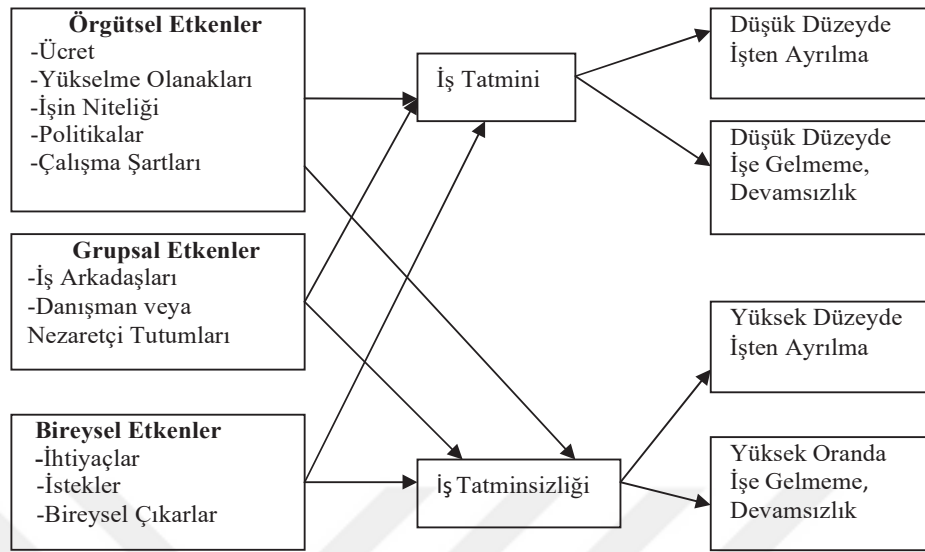 Örgütsel Etkenler
-Ücret
-Yükselme Olanakları
-İşin Niteliği
-Politikalar
-Çalışma Şartları
Grupsal Etkenler
-İş Arkadaşları
-Danışman veya
Nezaretçi Tutumları
Bireysel Etkenler
-İhtiyaçlar
-İstekler
-Bireysel Çıkarlar
İş Tatmini
İş Tatminsizliği
Düşük Düzeyde
İşten Ayrılma
Düşük Düzeyde
İşe Gelmeme,
Devamsızlık
Yüksek Düzeyde
İşten Ayrılma
Yüksek Oranda
İşe Gelmeme,
Devamsızlık